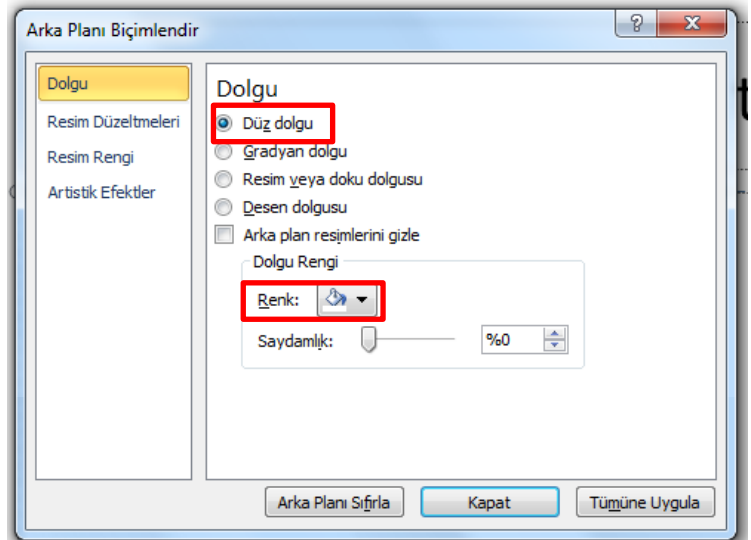 Arka Planı Biçimlendir
Dolgu
Resim Düzeltmeleri
Resim Rengi
Artistik Efektler
Dolgu
Düz dolgu
Gradyan dolgu
Resim veya doku dolgusu
Desen dolgusu
Arka plan resimlerini gizle
Dolgu Rengi
Renk:
Saydamlık: %0
Arka Planı Sıfırla Kapat Tümüne Uygula